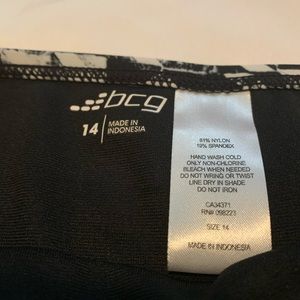 bcg
14
MADE IN
INDONESIA
81% NYLON
19% SPANDEX
HAND WASH COLD
ONLY NON-CHLORINE
BLEACH WHEN NEEDED
DO NOT WRING OR TWIST
LINE DRY IN SHADE
DO NOT IRON
CA34371
RN# 098223
SIZE 14
MADE IN INDONESIA